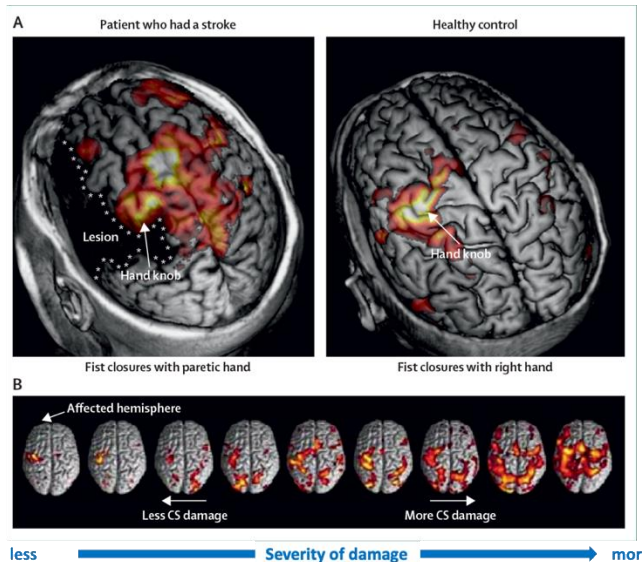 A
Patient who had a stroke
Healthy control
Lesion
Hand knob
Hand knob
Fist closures with paretic hand
Fist closures with right hand
B
Affected hemisphere
Less CS damage
More CS damage
less
Severity of damage
mor